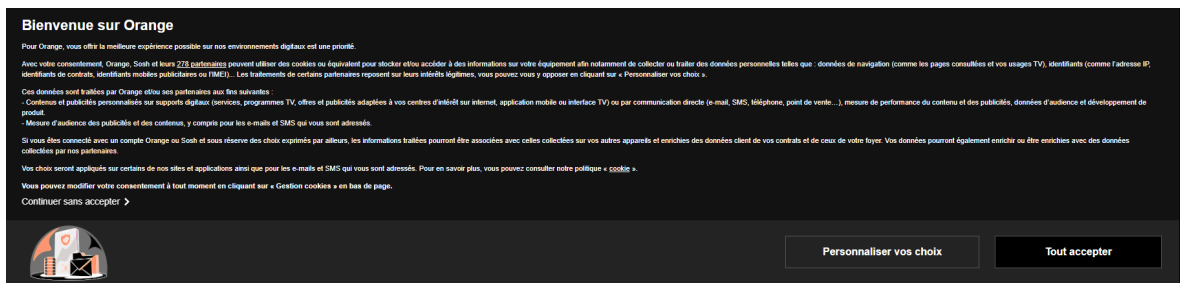 Bienvenue sur Orange
Pour Orange, vous offrir la meilleure expérience possible sur nos environnements digitaux est une priorité.
Avec votre consentement, Orange, Sosh et leurs 278 partenaires peuvent utiliser des cookies ou équivalent pour stocker et/ou accéder à des informations sur votre équipement afin notamment de collecter ou traiter des données personnelles telles que : données de navigation (comme les pages consultées et vos usages TV), identifiants (comme l'adresse IP,
identifiants de contrats, identifiants mobiles publicitaires ou l'IMEI)... Les traitements de certains partenaires reposent sur leurs intérêts légitimes, vous pouvez vous y opposer en cliquant sur « Personnaliser vos choix ».
Ces données sont traitées par Orange et/ou ses partenaires aux fins suivantes :
- Contenus et publicités personnalisés sur supports digitaux (services, programmes TV, offres et publicités adaptées à vos centres d'intérêt sur internet, application mobile ou interface TV) ou par communication directe (e-mail, SMS, téléphone, point de vente…), mesure de performance du contenu et des publicités, données d'audience et développement de
produit.
- Mesure d'audience des publicités et des contenus, y compris pour les e-mails et SMS qui vous sont adressés.
Si vous êtes connecté avec un compte Orange ou Sosh et sous réserve des choix exprimés par ailleurs, les informations traitées pourront être associées avec celles collectées sur vos autres appareils et enrichies des données client de vos contrats et de ceux de votre foyer. Vos données pourront également enrichir ou être enrichies avec des données
collectées par nos partenaires.
Vos choix seront appliqués sur certains de nos sites et applications ainsi que pour les e-mails et SMS qui vous sont adressés. Pour en savoir plus, vous pouvez consulter notre politique « cookie ».
Vous pouvez modifier votre consentement à tout moment en cliquant sur « Gestion cookies » en bas de page.
Continuer sans accepter >
Personnaliser vos choix
Tout accepter